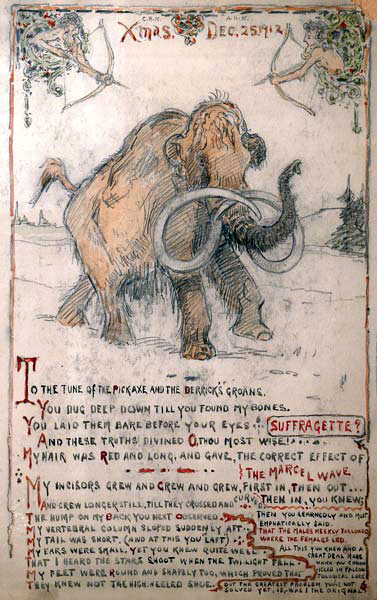 C.R.K. A.H.K.
Xmas. Dec. 25. 1912
To the tune of the pickaxe and the derrick's groans.
You dug deep down till you found my bones.
You laid them bare before your eyes
And these truths divined O, thou most wise!
My hair was red and long, and gave, the correct effect of
The Marcel wave
Suffragette?
My incisors grew and grew and grew, first in, then out
And grew longer still, till they crossed and curv. then in, you knew;
The hump on my back you next observed.
My vertebral column sloped suddenly
My tail was short, (and at this you left)
My ears were small, yet you knew quite well
That I heard the stars shoot when the twilight fell
My feet were round and shapely too, which proved that
They knew not the high-heeled shoe.
Then you learnedly and most
emphatically said:
That the males meekly followed
where the females led.
All this you knew and a
great deal more
when you
in
logical lore
But the greatest problem you've not
solved yet, is, was I the original